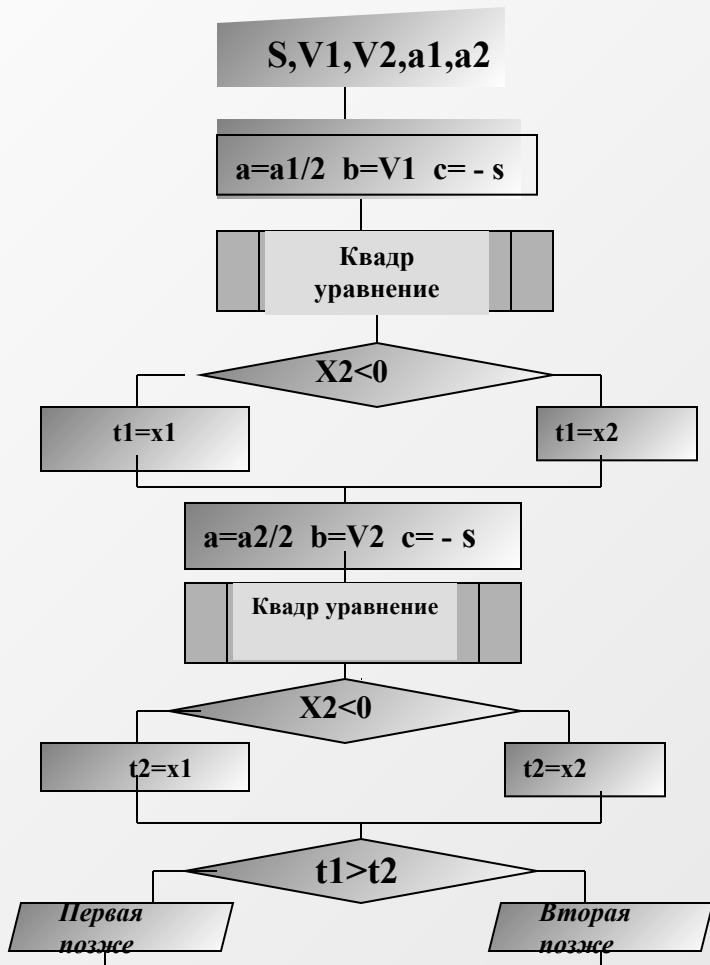 S,V1,V2,a1,a2
a=a1/2 b=V1 c= - s
Квадр
уравнение
X2<0
t1=x1
t1=x2
a=a2/2 b=V2 c= - s
Квадр уравнение
X2<0
t2=x1
t2=x2
t1>t2
Первая
позже
Вторая
позже